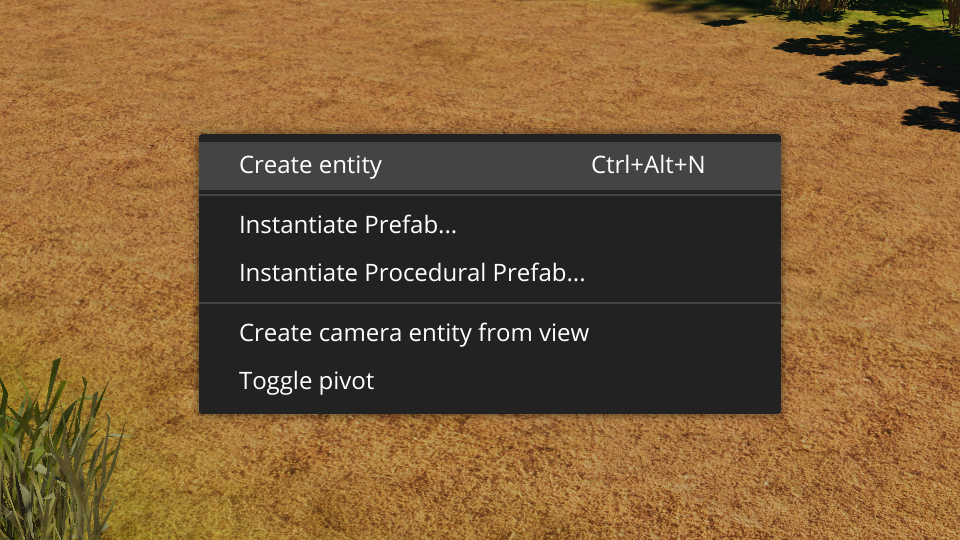 Create entity Ctrl+Alt+N
Instantiate Prefab...
Instantiate Procedural Prefab...
Create camera entity from view
Toggle pivot